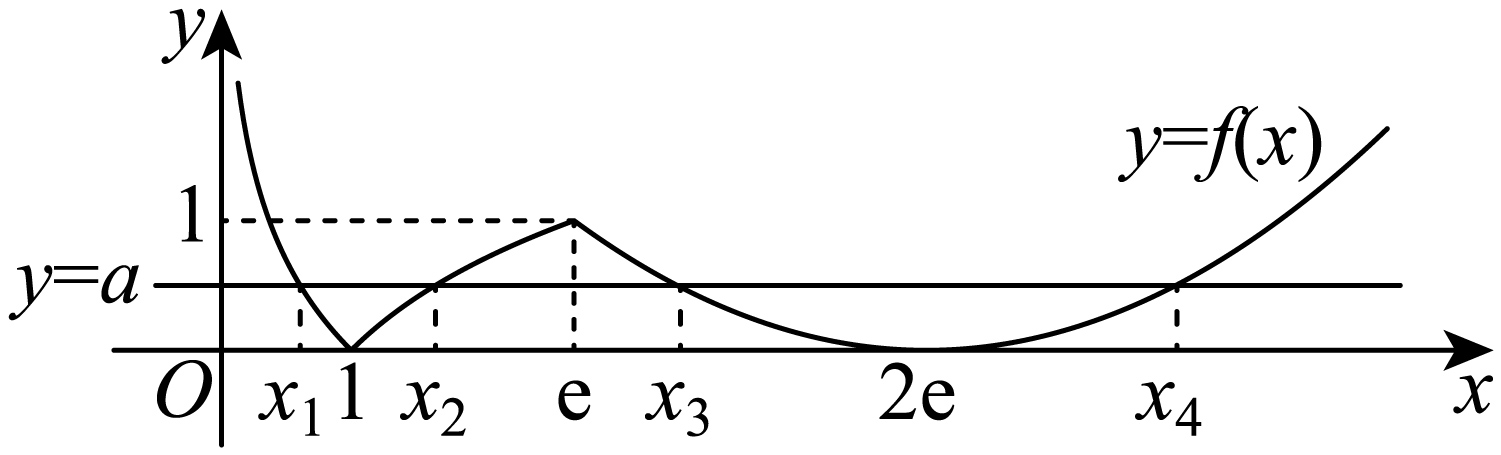 y
y=f(x)
1
y=a
O x₁ 1 x₂ e x₃ 2e x₄ x